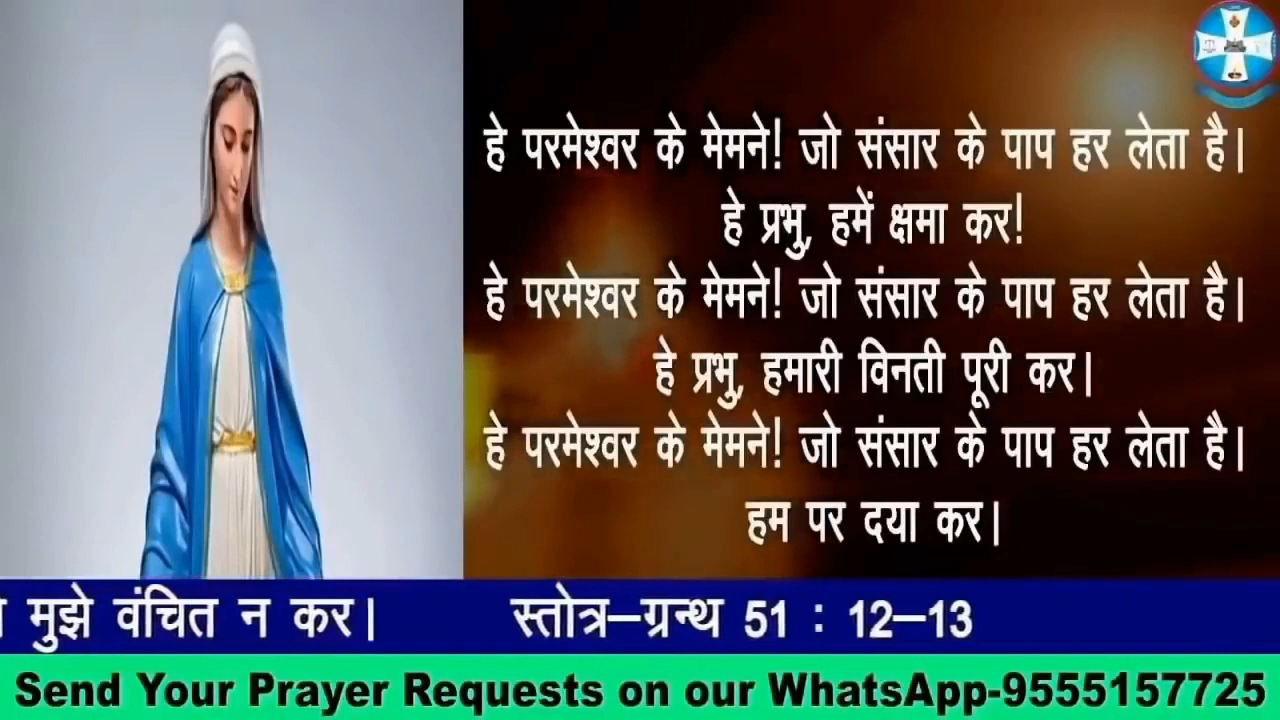 हे परमेश्वर के मेमने! जो संसार के पाप हर लेता है।
हे प्रभु, हमें क्षमा कर!
हे परमेश्वर के मेमने! जो संसार के पाप हर लेता है।
हे प्रभु, हमारी विनती पूरी कर।
हे परमेश्वर के मेमने! जो संसार के पाप हर लेता है।
हम पर दया कर।
मुझे वंचित न कर। स्तोत्र–ग्रन्थ 51 : 12–13
Send Your Prayer Requests on our WhatsApp-9555157725